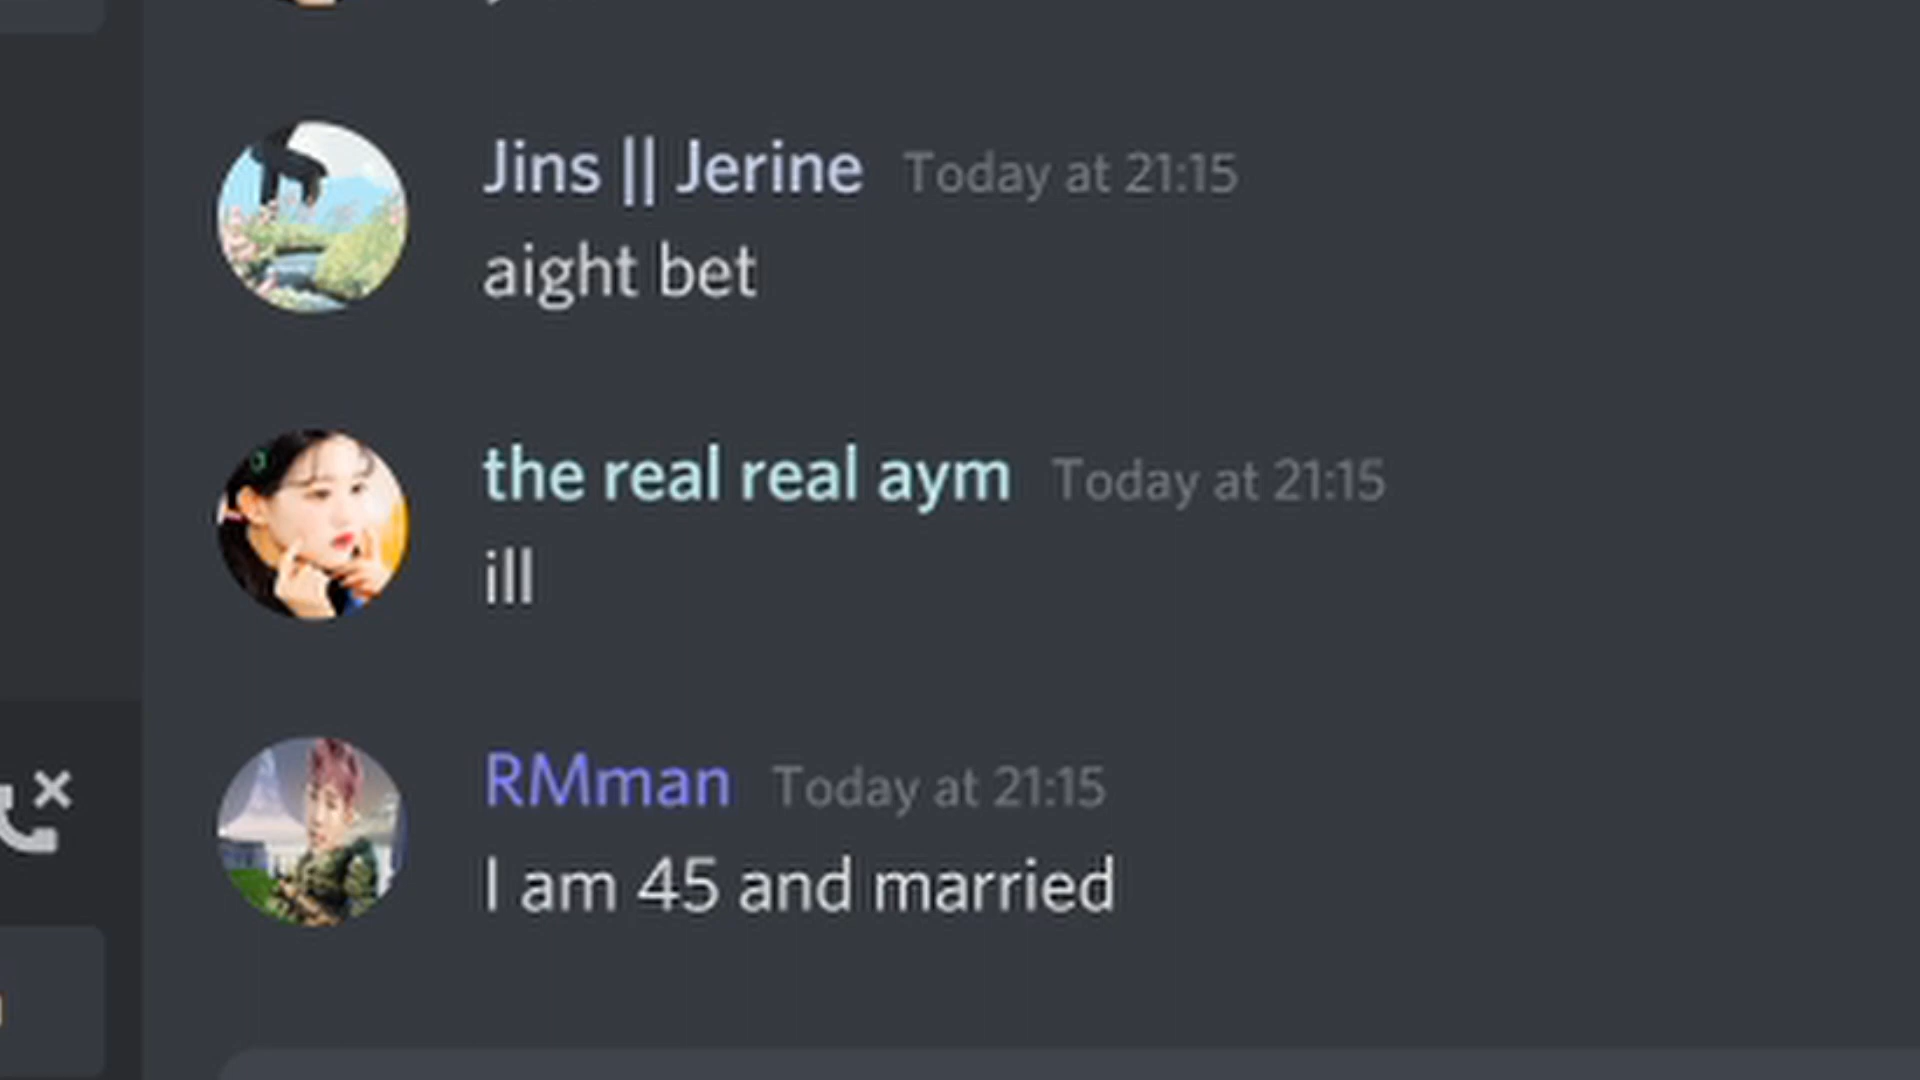 Jins || Jerine Today at 21:15
aight bet
the real real aym Today at 21:15
ill
RMman Today at 21:15
I am 45 and married